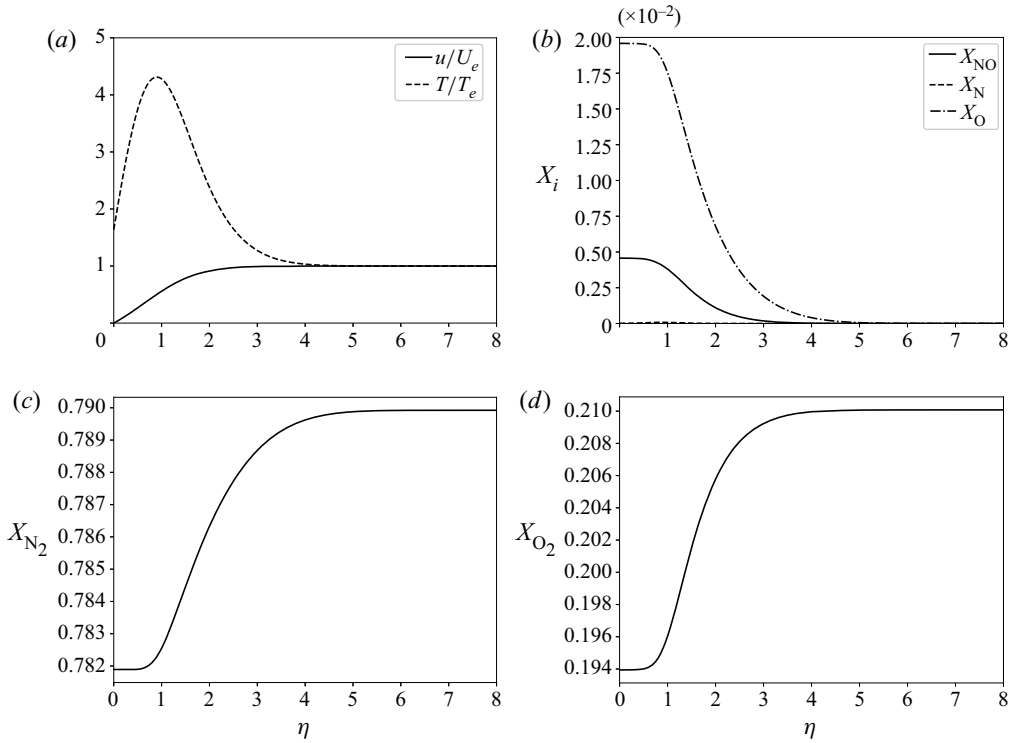 (a)
5
4
3
2
1
0
1 2 3 4 5 6 7 8
u/U_e
T/T_e
(b)
(×10⁻²)
2.00
1.75
1.50
1.25
1.00
0.75
0.50
0.25
0
0 1 2 3 4 5 6 7 8
X_i
X_NO
X_N
X_O
(c)
0.790
0.789
0.788
0.787
0.786
0.785
0.784
0.783
0.782
0 1 2 3 4 5 6 7 8
X_N₂
η
(d)
0.210
0.208
0.206
0.204
0.202
0.200
0.198
0.196
0.194
0 1 2 3 4 5 6 7 8
X_O₂
η